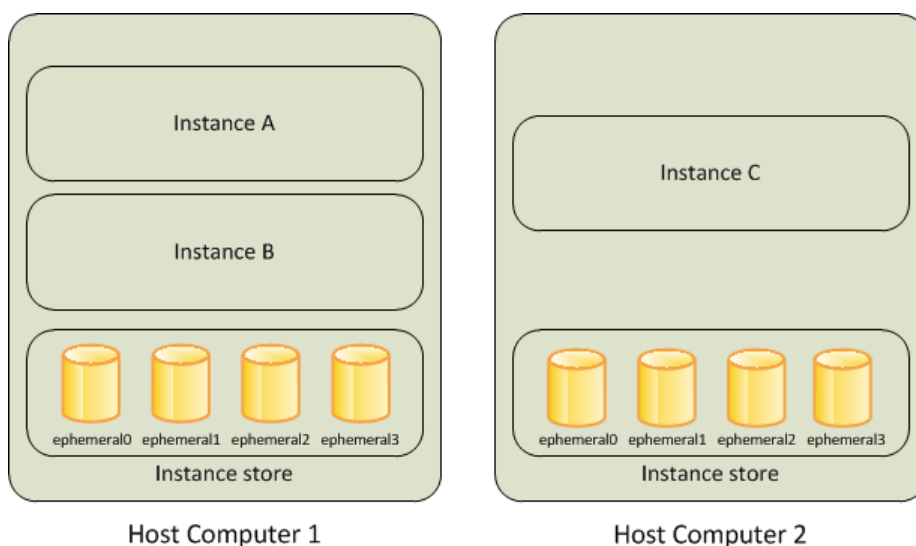 Instance A
Instance B
ephemeral0 ephemeral1 ephemeral2 ephemeral3
Instance store
Host Computer 1
Instance C
ephemeral0 ephemeral1 ephemeral2 ephemeral3
Instance store
Host Computer 2